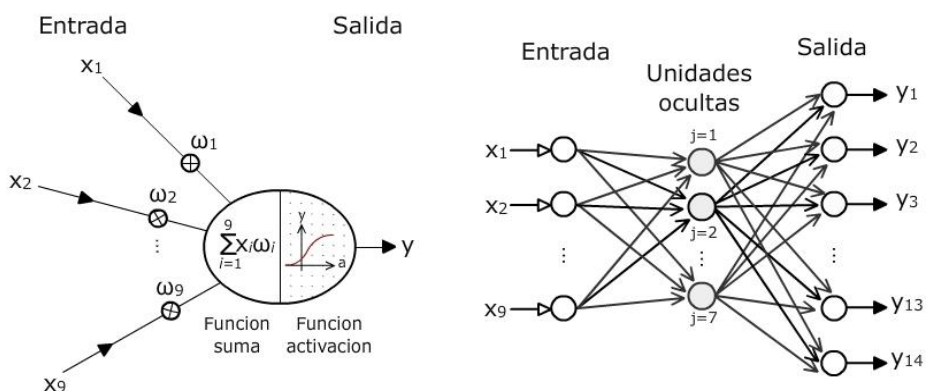 Entrada
Salida
x1
ω1
x2
ω2
⋮
ω9
x9
9
∑xiωi
i=1
y
a
y
Funcion
suma
Funcion
activacion
Entrada
Unidades
ocultas
Salida
x1
x2
⋮
x9
j=1
j=2
⋮
j=7
y1
y2
y3
⋮
y13
y14